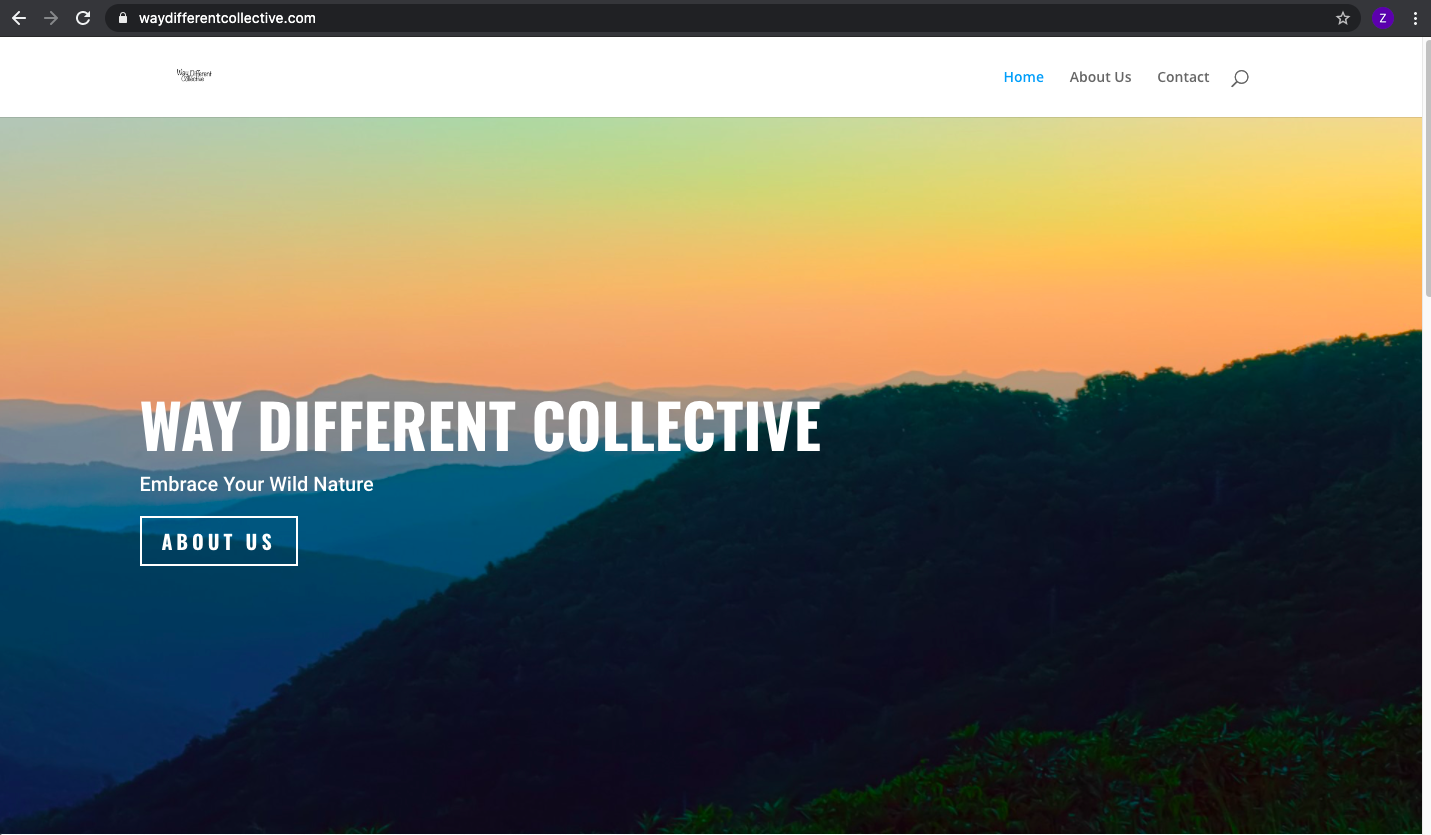 waydifferentcollective.com
Z
Way Different
Collective
Home About Us Contact
WAY DIFFERENT COLLECTIVE
Embrace Your Wild Nature
ABOUT US